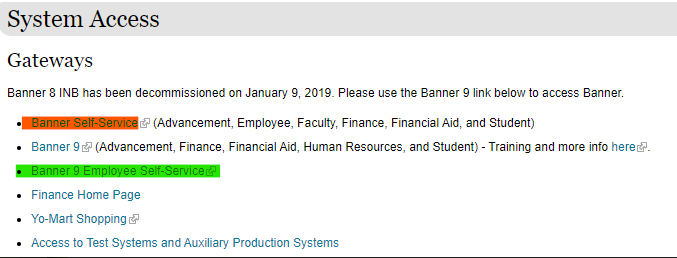 System Access
Gateways
Banner 8 INB has been decommissioned on January 9, 2019. Please use the Banner 9 link below to access Banner.
Banner Self-Service (Advancement, Employee, Faculty, Finance, Financial Aid, and Student)
Banner 9 (Advancement, Finance, Financial Aid, Human Resources, and Student) - Training and more info here.
Banner 9 Employee Self-Service
Finance Home Page
Yo-Mart Shopping
Access to Test Systems and Auxiliary Production Systems